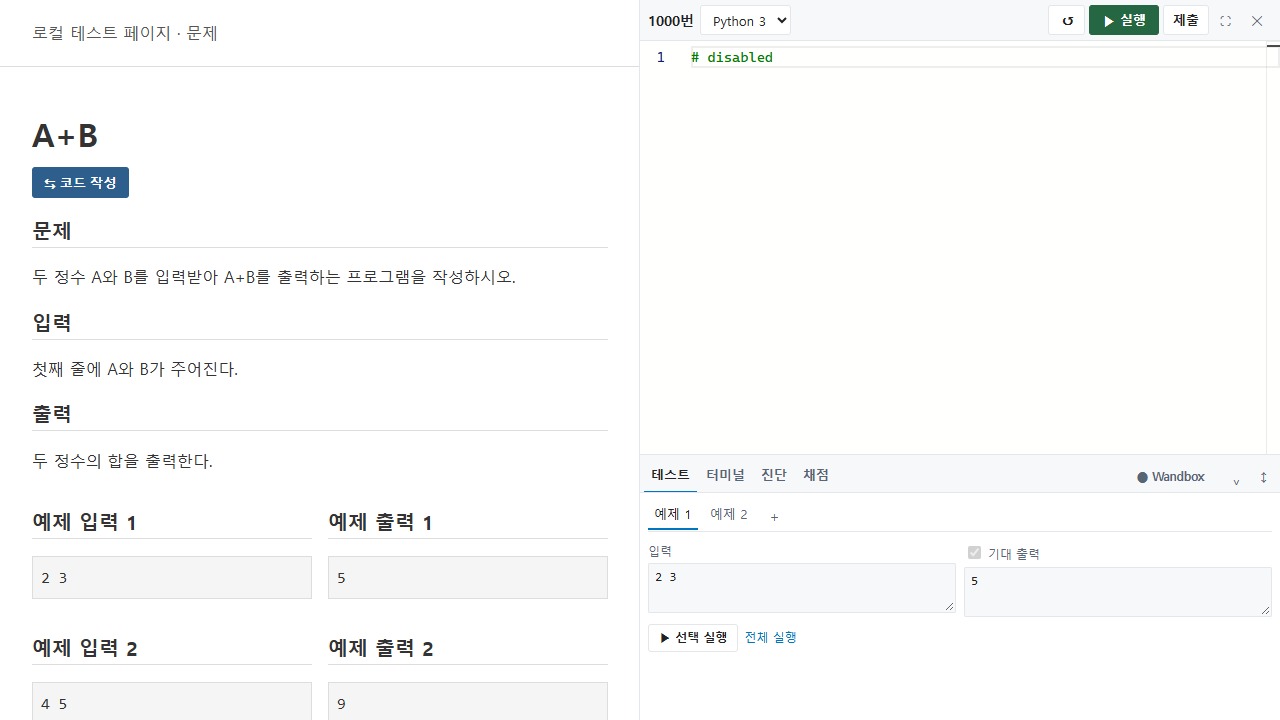 로컬 테스트 페이지 · 문제
A+B
⇆ 코드 작성
문제
두 정수 A와 B를 입력받아 A+B를 출력하는 프로그램을 작성하시오.
입력
첫째 줄에 A와 B가 주어진다.
출력
두 정수의 합을 출력한다.
예제 입력 1
예제 출력 1
2 3
5
예제 입력 2
예제 출력 2
4 5
9
1000번 Python 3 ↺ ▶ 실행 제출
1 # disabled
테스트 터미널 진단 채점 ● Wandbox
예제 1 예제 2 +
입력
기대 출력
2 3
5
▶ 선택 실행 전체 실행